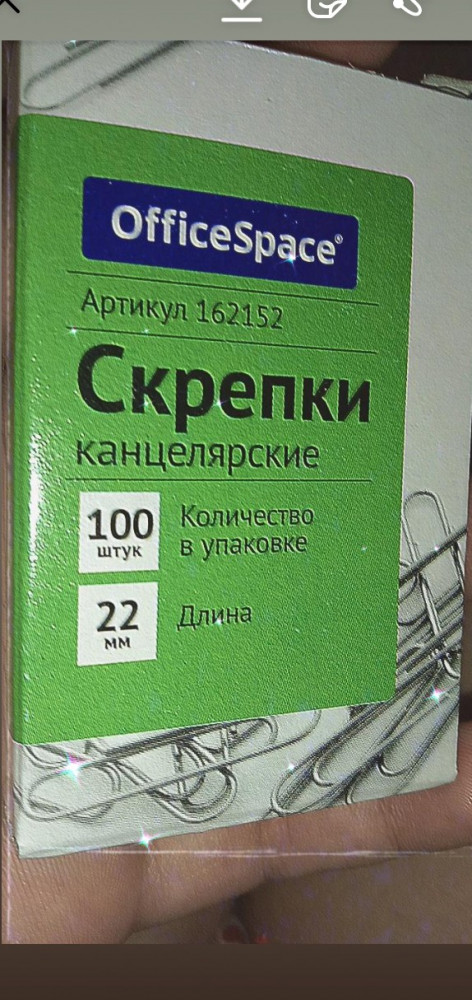 OfficeSpace®
Артикул 162152
Скрепки
канцелярские
100
штук
Количество
в упаковке
22
мм
Длина